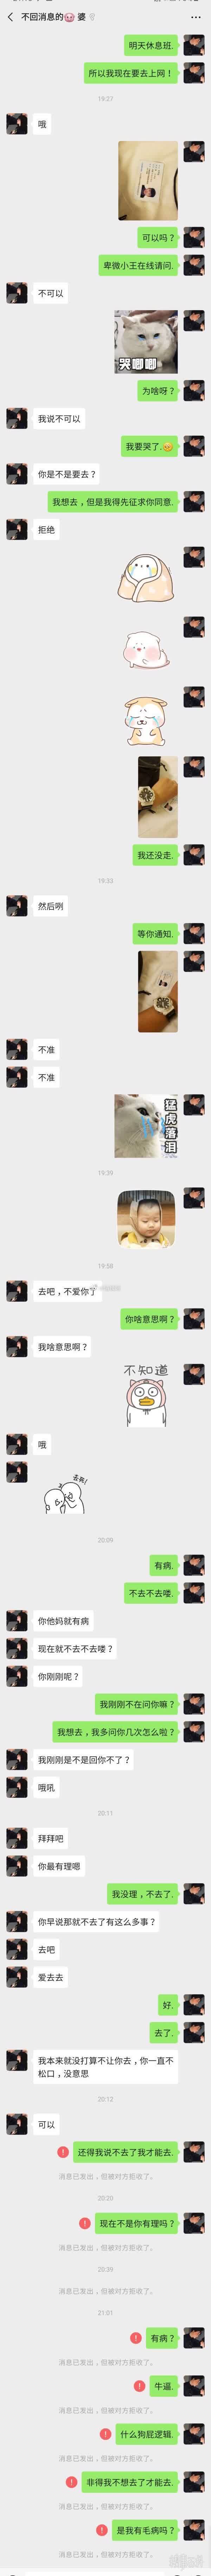 不回消息的 婆
明天休息班.
所以我现在要去上网！
19:27
哦
可以吗？
卑微小王在线请问.
不可以
哭唧唧
为啥呀？
我说不可以
我要哭了.
你是不是要去？
我想去，但是我得先征求你同意.
拒绝
我还没走.
19:33
然后咧
等你通知.
不准
不准
猛虎落泪
19:39
19:58
去吧，不爱你了
你啥意思啊？
我啥意思啊？
不知道
哦
20:09
有病.
不去不去喽.
你他妈就有病
现在就不去不去喽？
你刚刚呢？
我刚刚不在问你嘛？
我想去，我多问你几次怎么啦？
我刚刚是不是回你不了？
哦吼
20:11
拜拜吧
你最有理嗯
我没理，不去了.
你早说那就不去了有这么多事？
去吧
爱去去
好.
去了.
我本来就没打算不让你去，你一直不
松口，没意思
20:12
可以
还得我说不去了我才能去.
消息已发出，但被对方拒收了。
20:20
现在不是你有理吗？
消息已发出，但被对方拒收了。
20:39
消息已发出，但被对方拒收了。
21:01
有病？
消息已发出，但被对方拒收了。
牛逼.
消息已发出，但被对方拒收了。
什么狗屁逻辑.
消息已发出，但被对方拒收了。
非得我不想去了才能去.
消息已发出，但被对方拒收了。
是我有毛病吗？
消息已发出，但被对方拒收了。